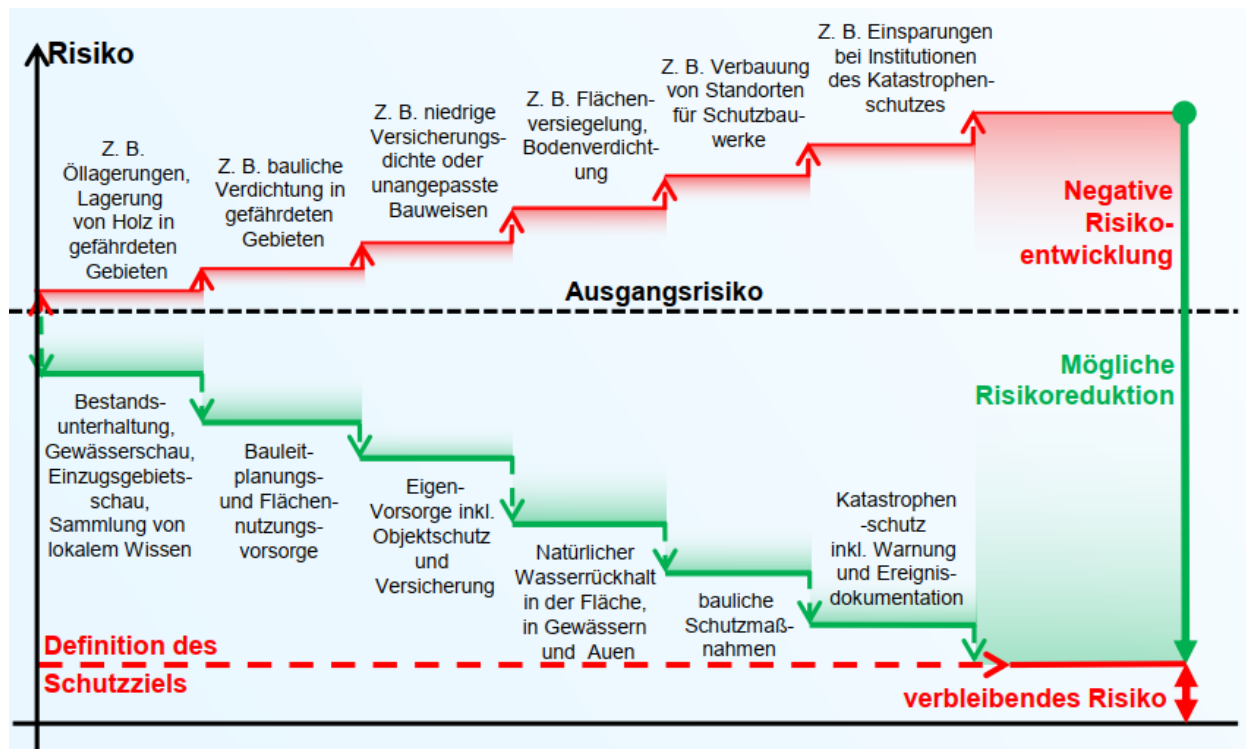 Risiko
Z. B.
Öllagerungen,
Lagerung
von Holz in
gefährdeten
Gebieten
Z. B. bauliche
Verdichtung in
gefährdeten
Gebieten
Z. B. niedrige
Versicherungs-
dichte oder
unangepasste
Bauweisen
Z. B. Flächen-
versiegelung,
Bodenverdicht-
ung
Z. B. Verbauung
von Standorten
für Schutzbau-
werke
Z. B. Einsparungen
bei Institutionen
des Katastrophen-
schutzes
Negative
Risiko-
entwicklung
Ausgangsrisiko
Mögliche
Risikoreduktion
Bestands-
unterhaltung,
Gewässerschau,
Einzugsgebiets-
schau,
Sammlung von
lokalem Wissen
Bauleit-
planungs-
und Flächen-
nutzungs-
vorsorge
Eigen-
Vorsorge inkl.
Objektschutz
und
Versicherung
Natürlicher
Wasserrückhalt
in der Fläche,
in Gewässern
und Auen
bauliche
Schutzmaß-
nahmen
Katastrophen
-schutz
inkl. Warnung
und Ereignis-
dokumentation
Definition des
Schutzziels
verbleibendes Risiko